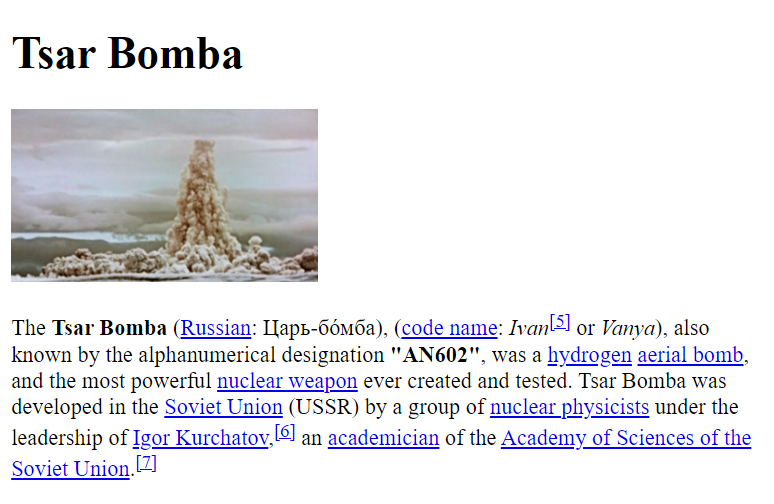 Tsar Bomba
The Tsar Bomba (Russian: Царь-бо́мба), (code name: Ivan[5] or Vanya), also
known by the alphanumerical designation "AN602", was a hydrogen aerial bomb,
and the most powerful nuclear weapon ever created and tested. Tsar Bomba was
developed in the Soviet Union (USSR) by a group of nuclear physicists under the
leadership of Igor Kurchatov,[6] an academician of the Academy of Sciences of the
Soviet Union.[7]